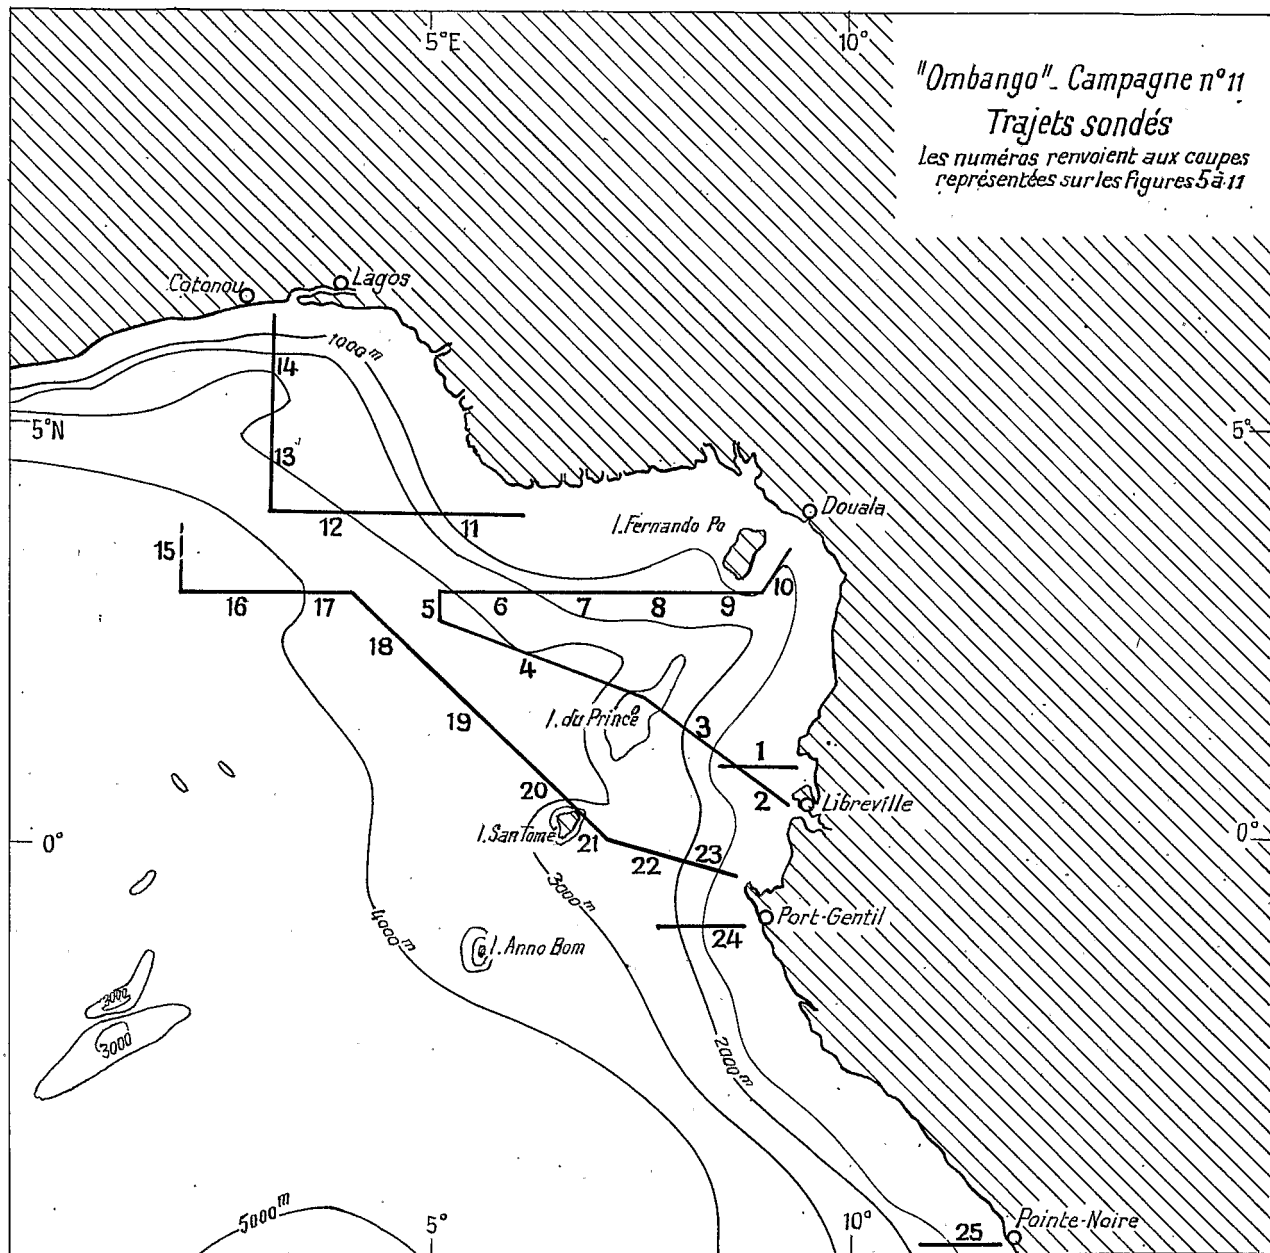 5°E
10°
"Ombango"_ Campagne n°11
Trajets sondés
Les numéros renvoient aux coupes
représentées sur les figures 5 à 11
Cotonou
Lagos
1000m
14
5°N
5°
13
12
11
Douala
I. Fernando Po
15
10
16
17
5
6
7
8
9
18
4
19
I. du Prince
3
1
20
2
Libreville
I. San Tomé
21
0°
0°
22
23
3000m
4000m
Port-Gentil
24
I. Anno Bom
3000
3000
2000m
5000m
5°
10°
Pointe-Noire
25